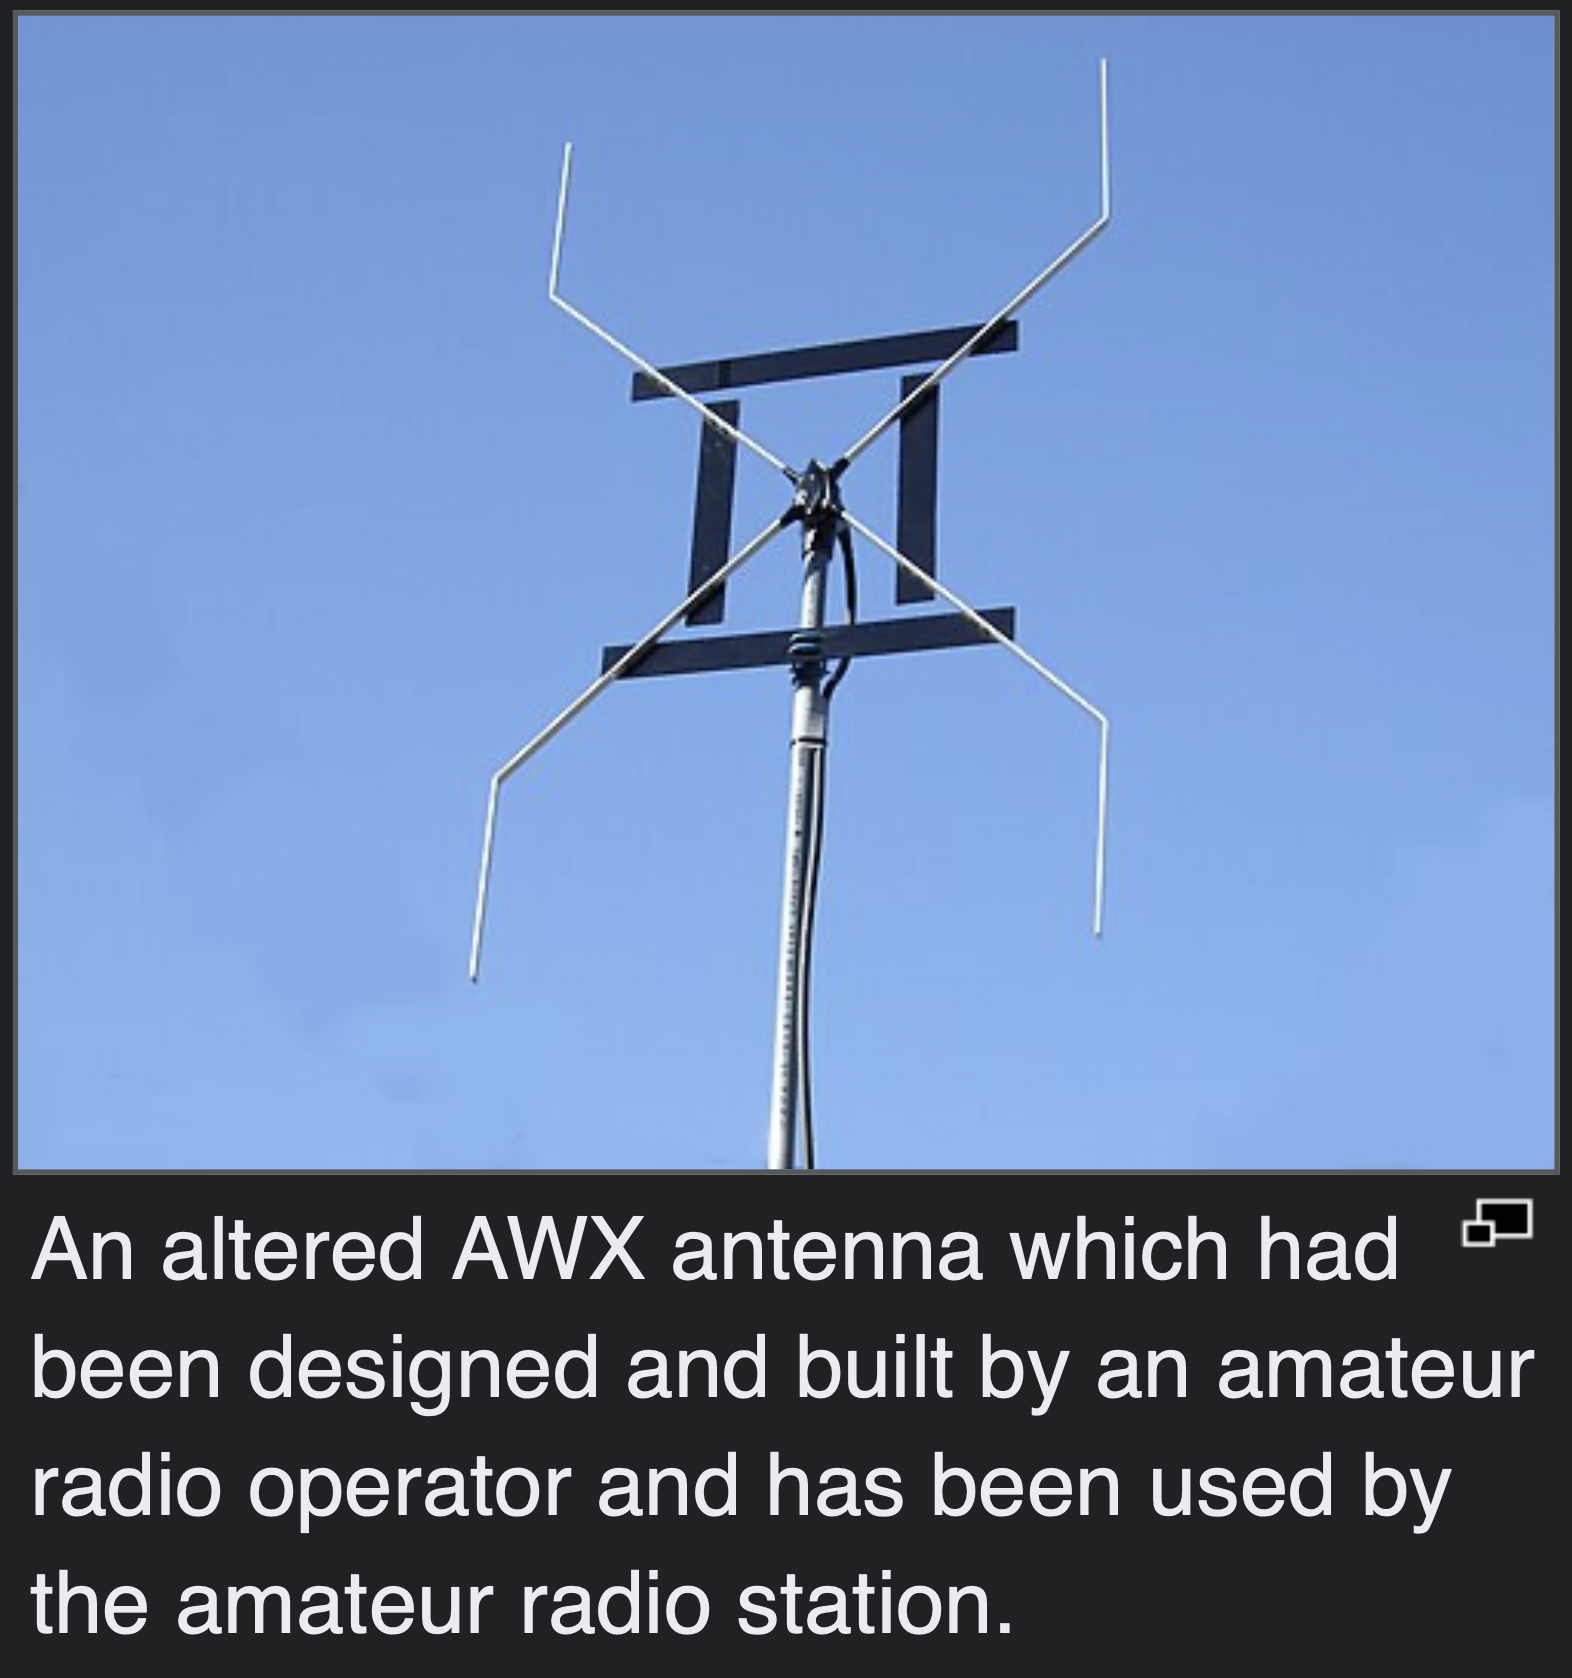 An altered AWX antenna which had
been designed and built by an amateur
radio operator and has been used by
the amateur radio station.